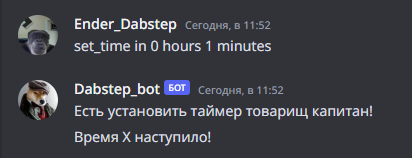 Ender_Dabstep Сегодня, в 11:52
set_time in 0 hours 1 minutes
Dabstep_bot БОТ Сегодня, в 11:52
Есть установить таймер товарищ капитан!
Время X наступило!